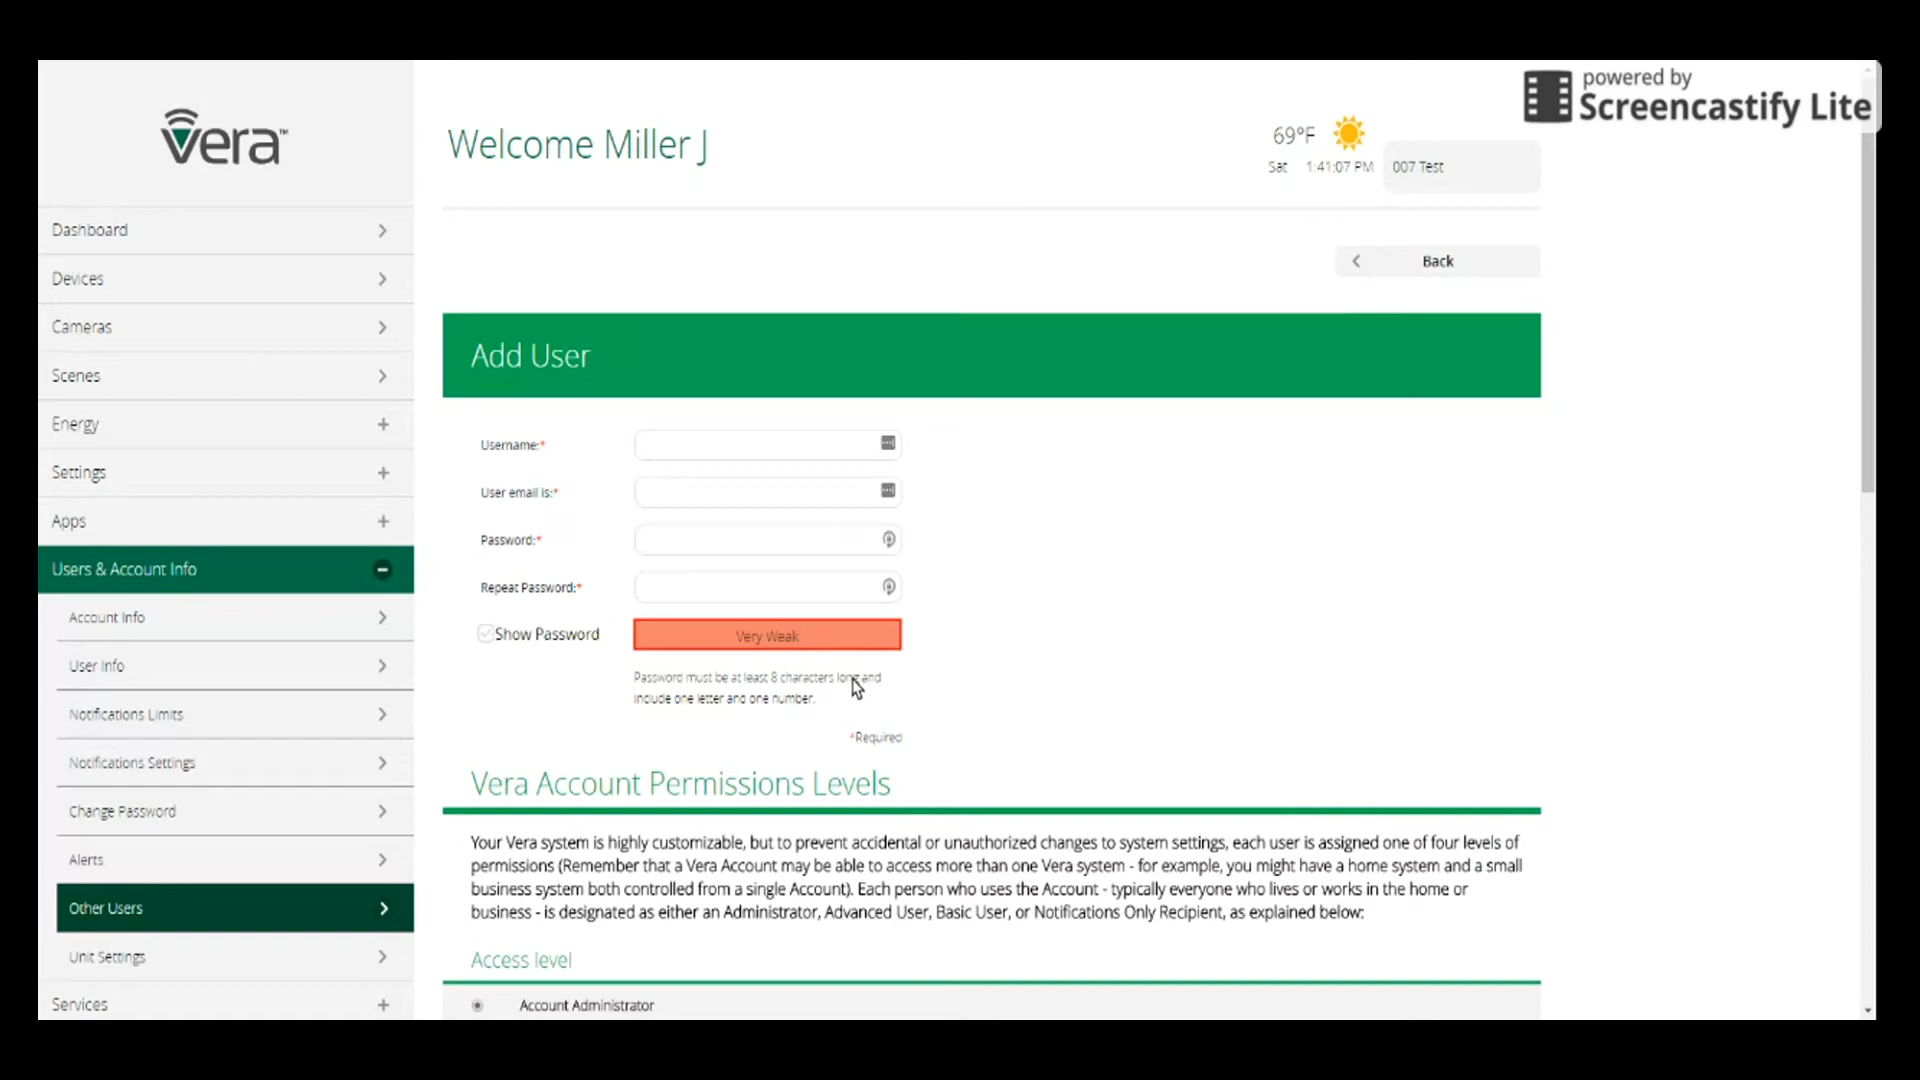 powered by
Screencastify Lite
vera™
Welcome Miller J
69°F
Sat 1:41:07 PM
007 Test
Dashboard
Devices
Cameras
Scenes
Energy
Settings
Apps
Users & Account Info
Account Info
User Info
Notifications Limits
Notifications Settings
Change Password
Alerts
Other Users
Unit Settings
Services
Back
Add User
Username:*
User email is:*
Password:*
Repeat Password:*
Show Password
Very Weak
Password must be at least 8 characters long and
include one letter and one number.
*Required
Vera Account Permissions Levels
Your Vera system is highly customizable, but to prevent accidental or unauthorized changes to system settings, each user is assigned one of four levels of
permissions (Remember that a Vera Account may be able to access more than one Vera system - for example, you might have a home system and a small
business system both controlled from a single Account). Each person who uses the Account - typically everyone who lives or works in the home or
business - is designated as either an Administrator, Advanced User, Basic User, or Notifications Only Recipient, as explained below:
Access level
Account Administrator